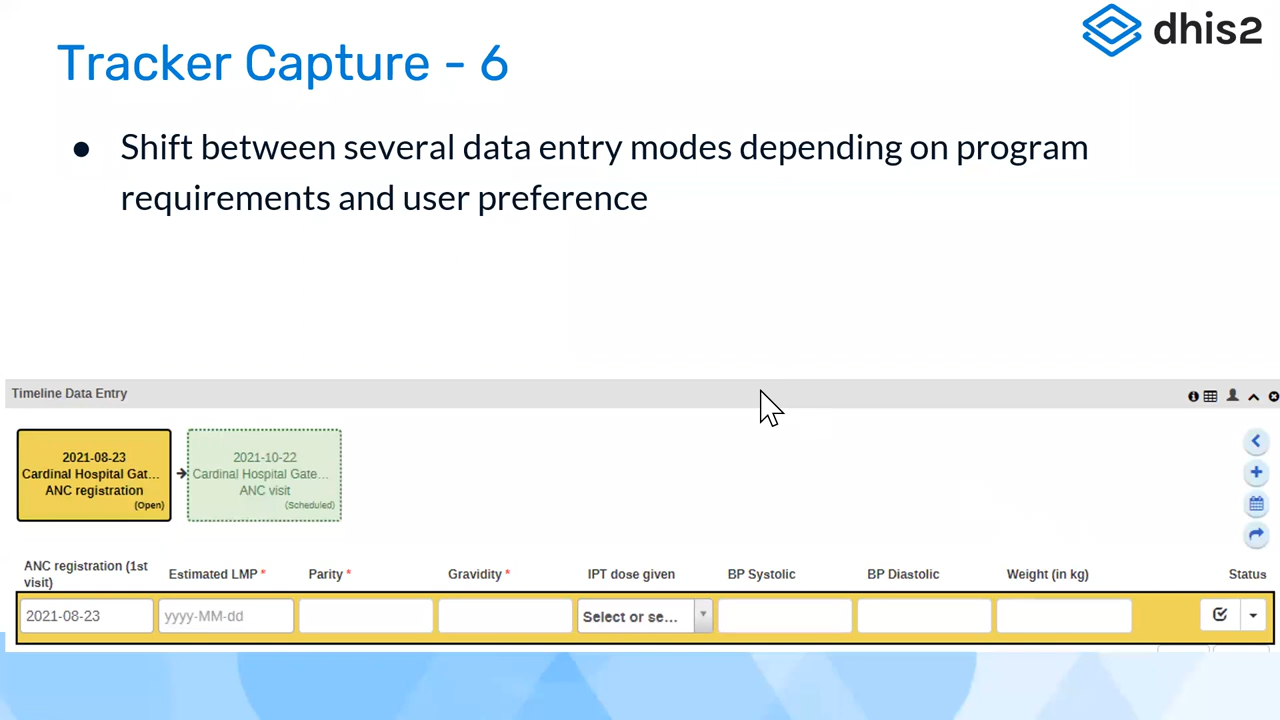 dhis2
Tracker Capture - 6
● Shift between several data entry modes depending on program
requirements and user preference
Timeline Data Entry
2021-08-23
Cardinal Hospital Gat...
ANC registration
(Open)
2021-10-22
Cardinal Hospital Gate...
ANC visit
(Scheduled)
ANC registration (1st
visit)
Estimated LMP *
Parity *
Gravidity *
IPT dose given
BP Systolic
BP Diastolic
Weight (in kg)
Status
2021-08-23
yyyy-MM-dd
Select or se...